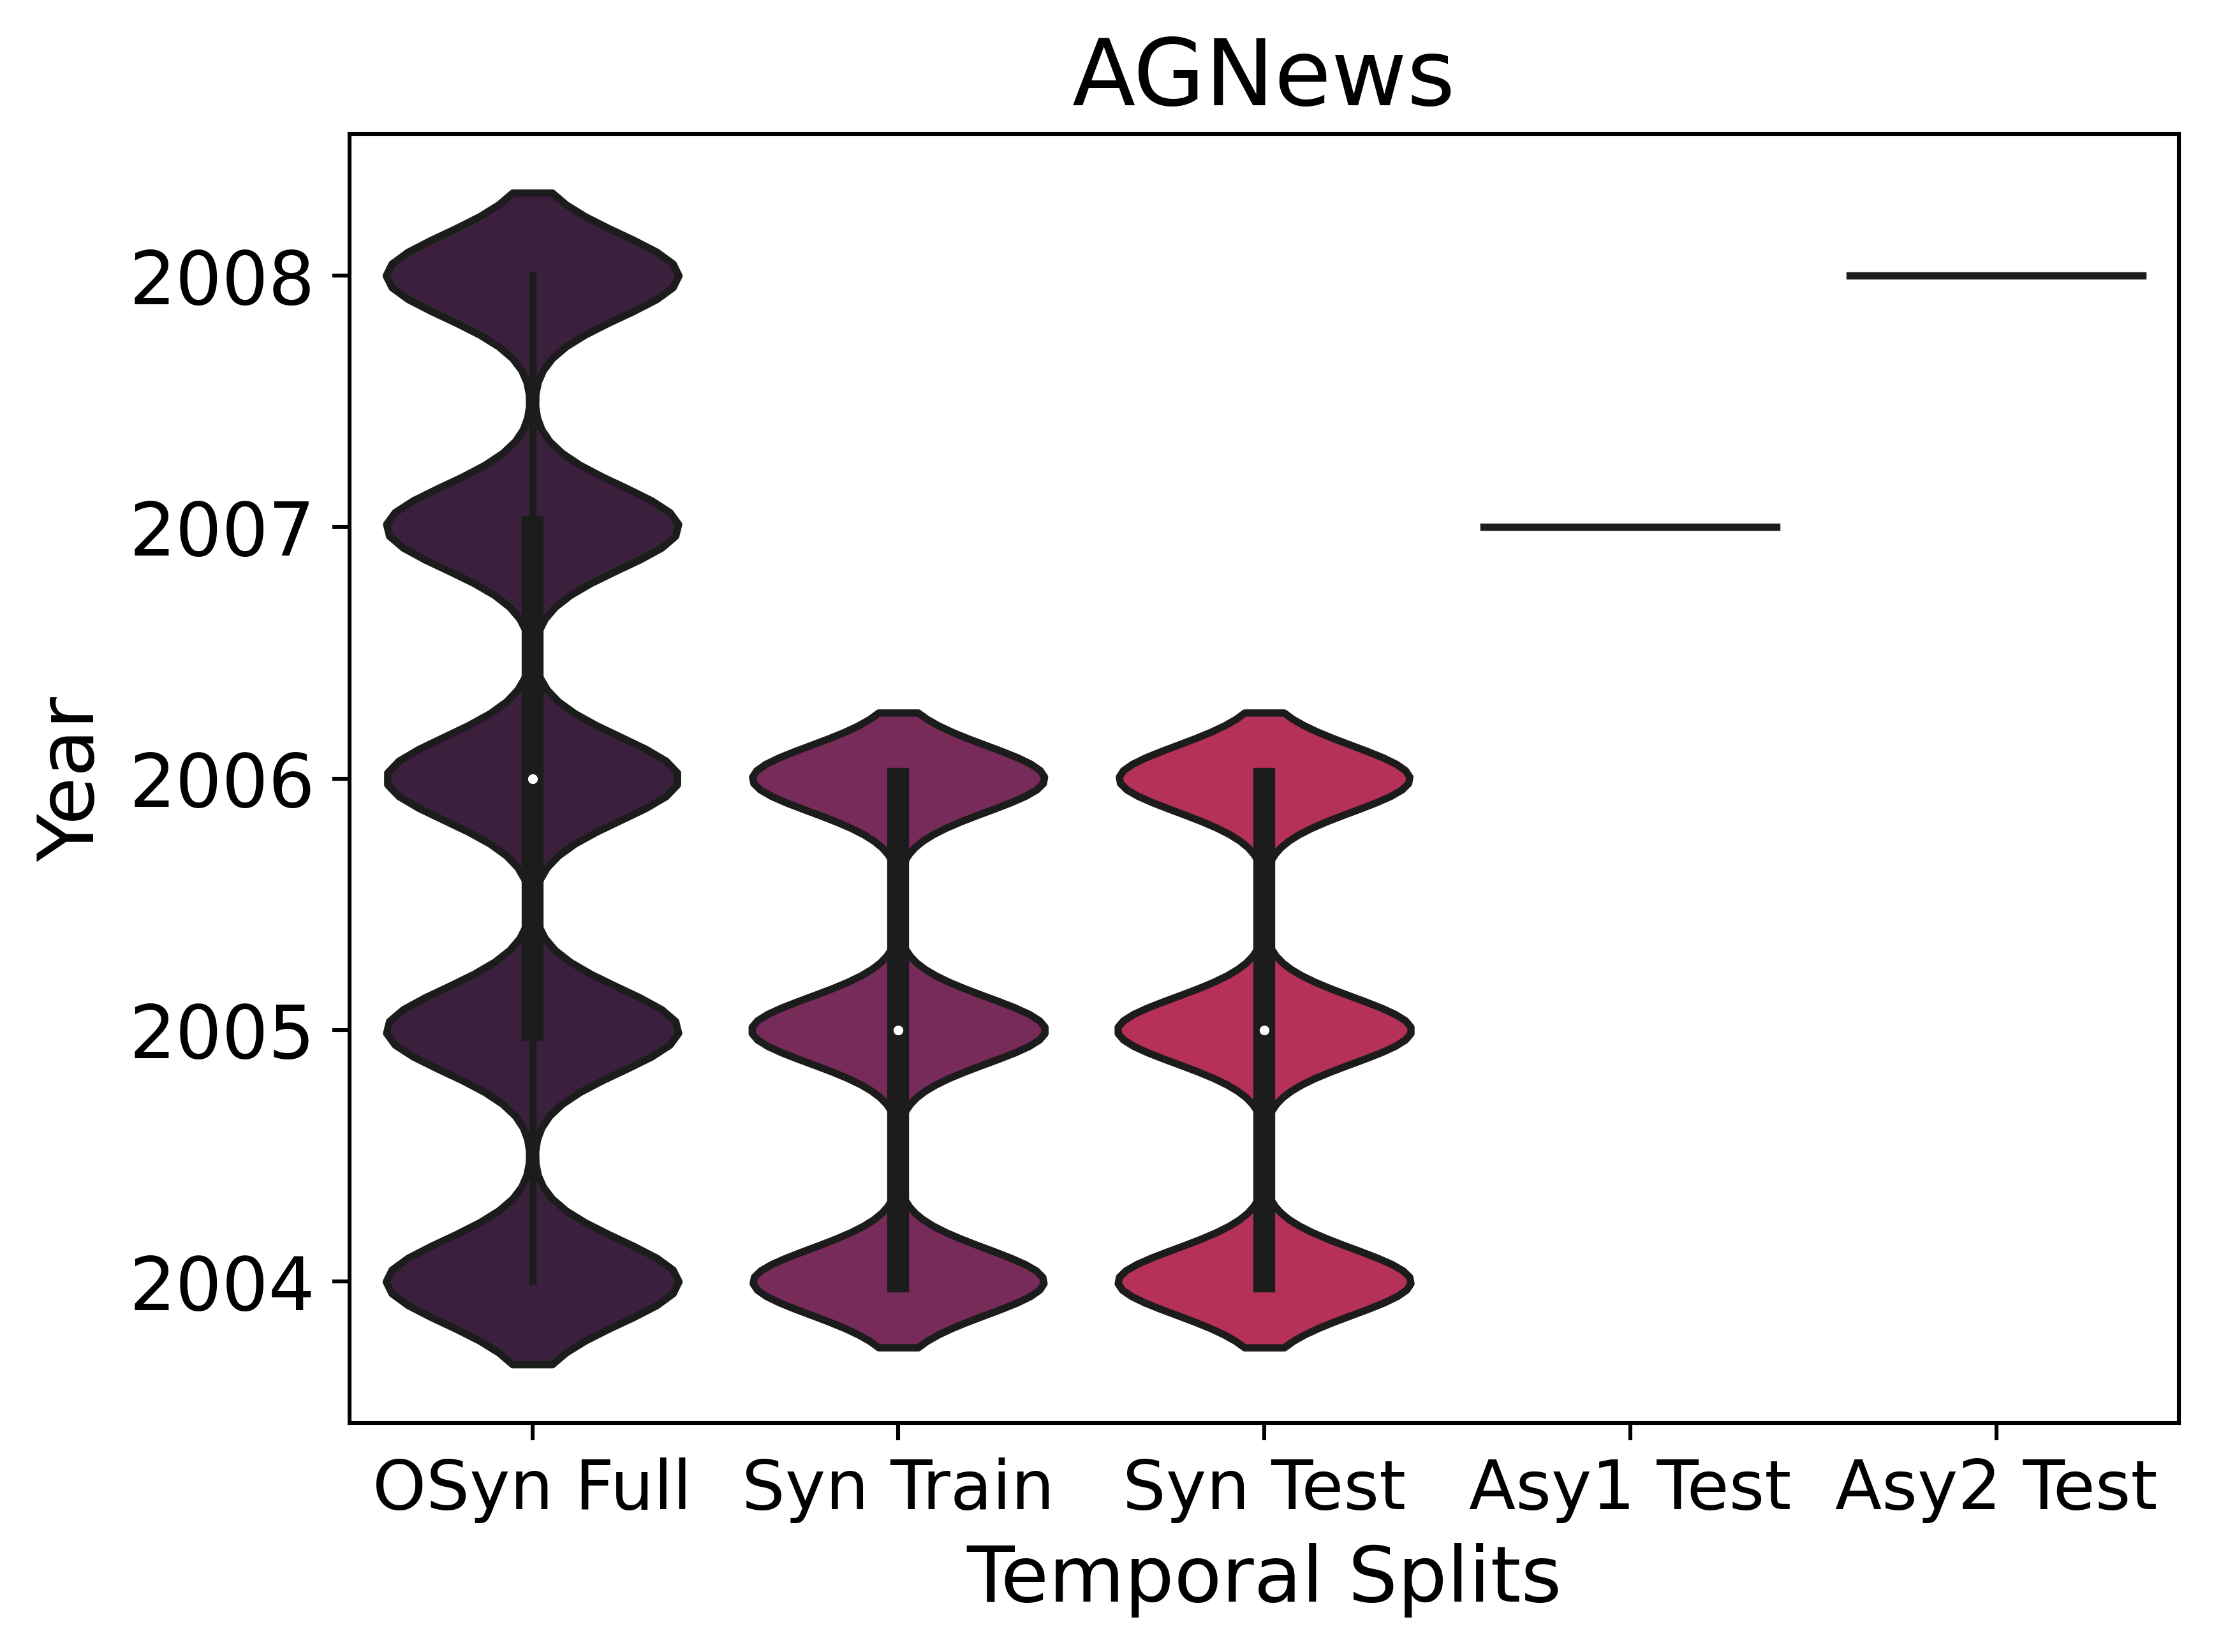 AGNews
Year
2008
2007
2006
2005
2004
OSyn Full Syn Train Syn Test Asy1 Test Asy2 Test
Temporal Splits